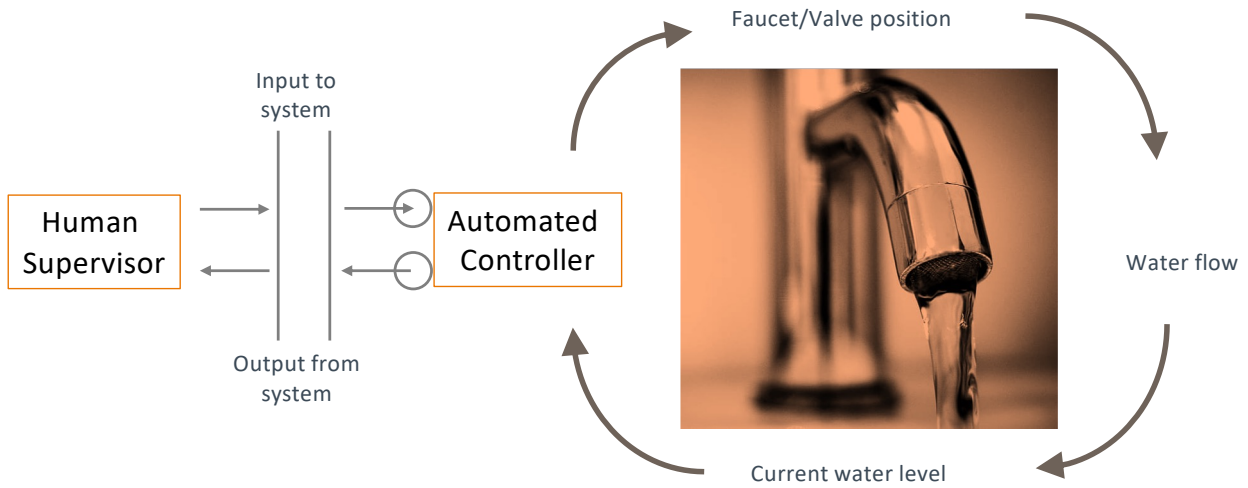 Faucet/Valve position
Input to
system
Human
Supervisor
Automated
Controller
Water flow
Output from
system
Current water level